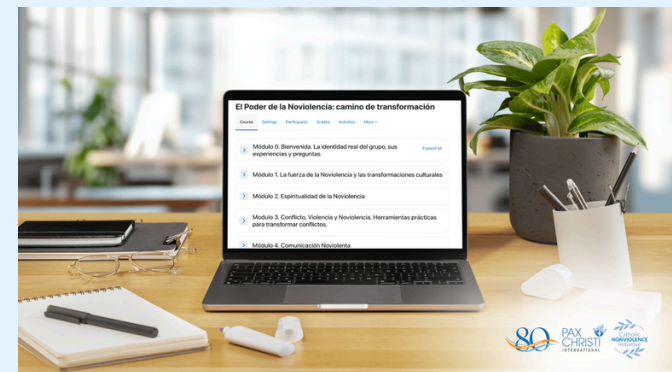 El Poder de la Noviolencia: camino de transformación
Course Settings Participants Grades Activities More
Módulo 0. Bienvenida. La identidad real del grupo, sus
experiencias y preguntas.
Expand all
Módulo 1. La fuerza de la Noviolencia y las transformaciones culturales
Módulo 2. Espiritualidad de la Noviolencia
Modulo 3. Conflicto, Violencia y Noviolencia. Herramientas prácticas
para transformar conflictos.
Módulo 4. Comunicación Noviolenta
80
PAX
CHRISTI
INTERNATIONAL
Catholic
NONVIOLENCE
Initiative